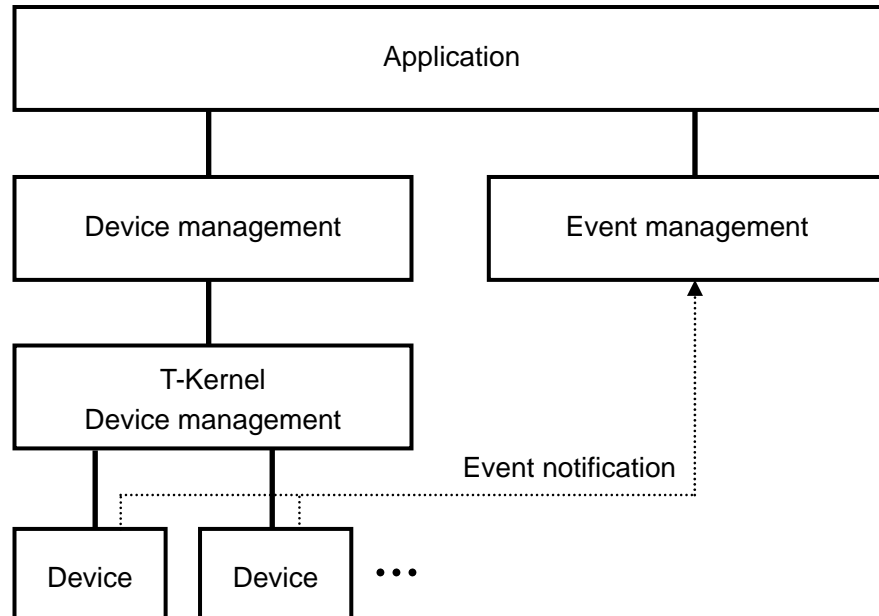 Application
Device management
Event management
T-Kernel
Device management
Event notification
Device
Device
•••